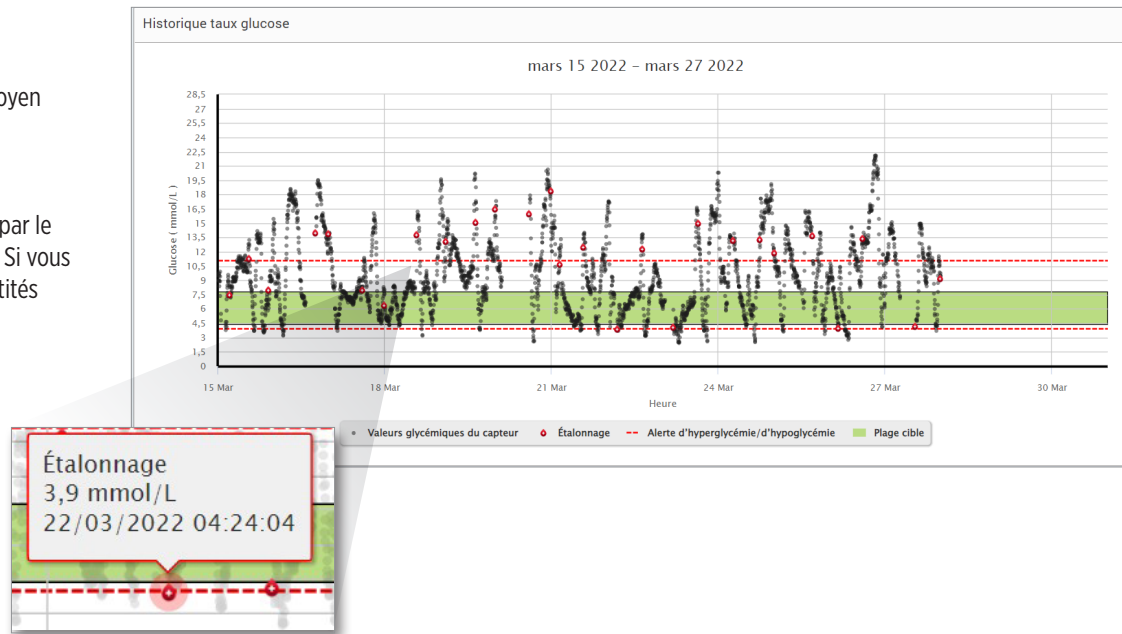 Historique taux glucose
mars 15 2022 – mars 27 2022
par le
Si vous
Glucose ( mmol/L )
28,5
27
25,5
24
22,5
21
19,5
18
16,5
15
13,5
12
10,5
9
7,5
6
4,5
3
1,5
0
15 Mar
18 Mar
21 Mar
24 Mar
27 Mar
30 Mar
Heure
Valeurs glycémiques du capteur
Étalonnage
Alerte d'hyperglycémie/d'hypoglycémie
Plage cible
Étalonnage
3,9 mmol/L
22/03/2022 04:24:04